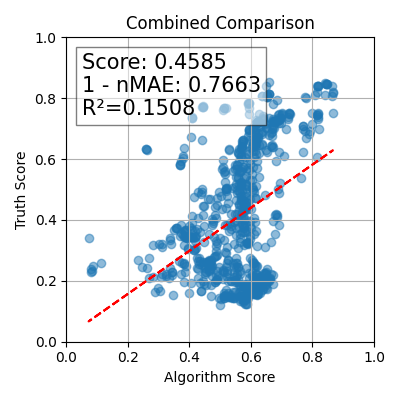 Combined Comparison
Score: 0.4585
1 - nMAE: 0.7663
R²=0.1508
Truth Score
1.0
0.8
0.6
0.4
0.2
0.0
0.0 0.2 0.4 0.6 0.8 1.0
Algorithm Score